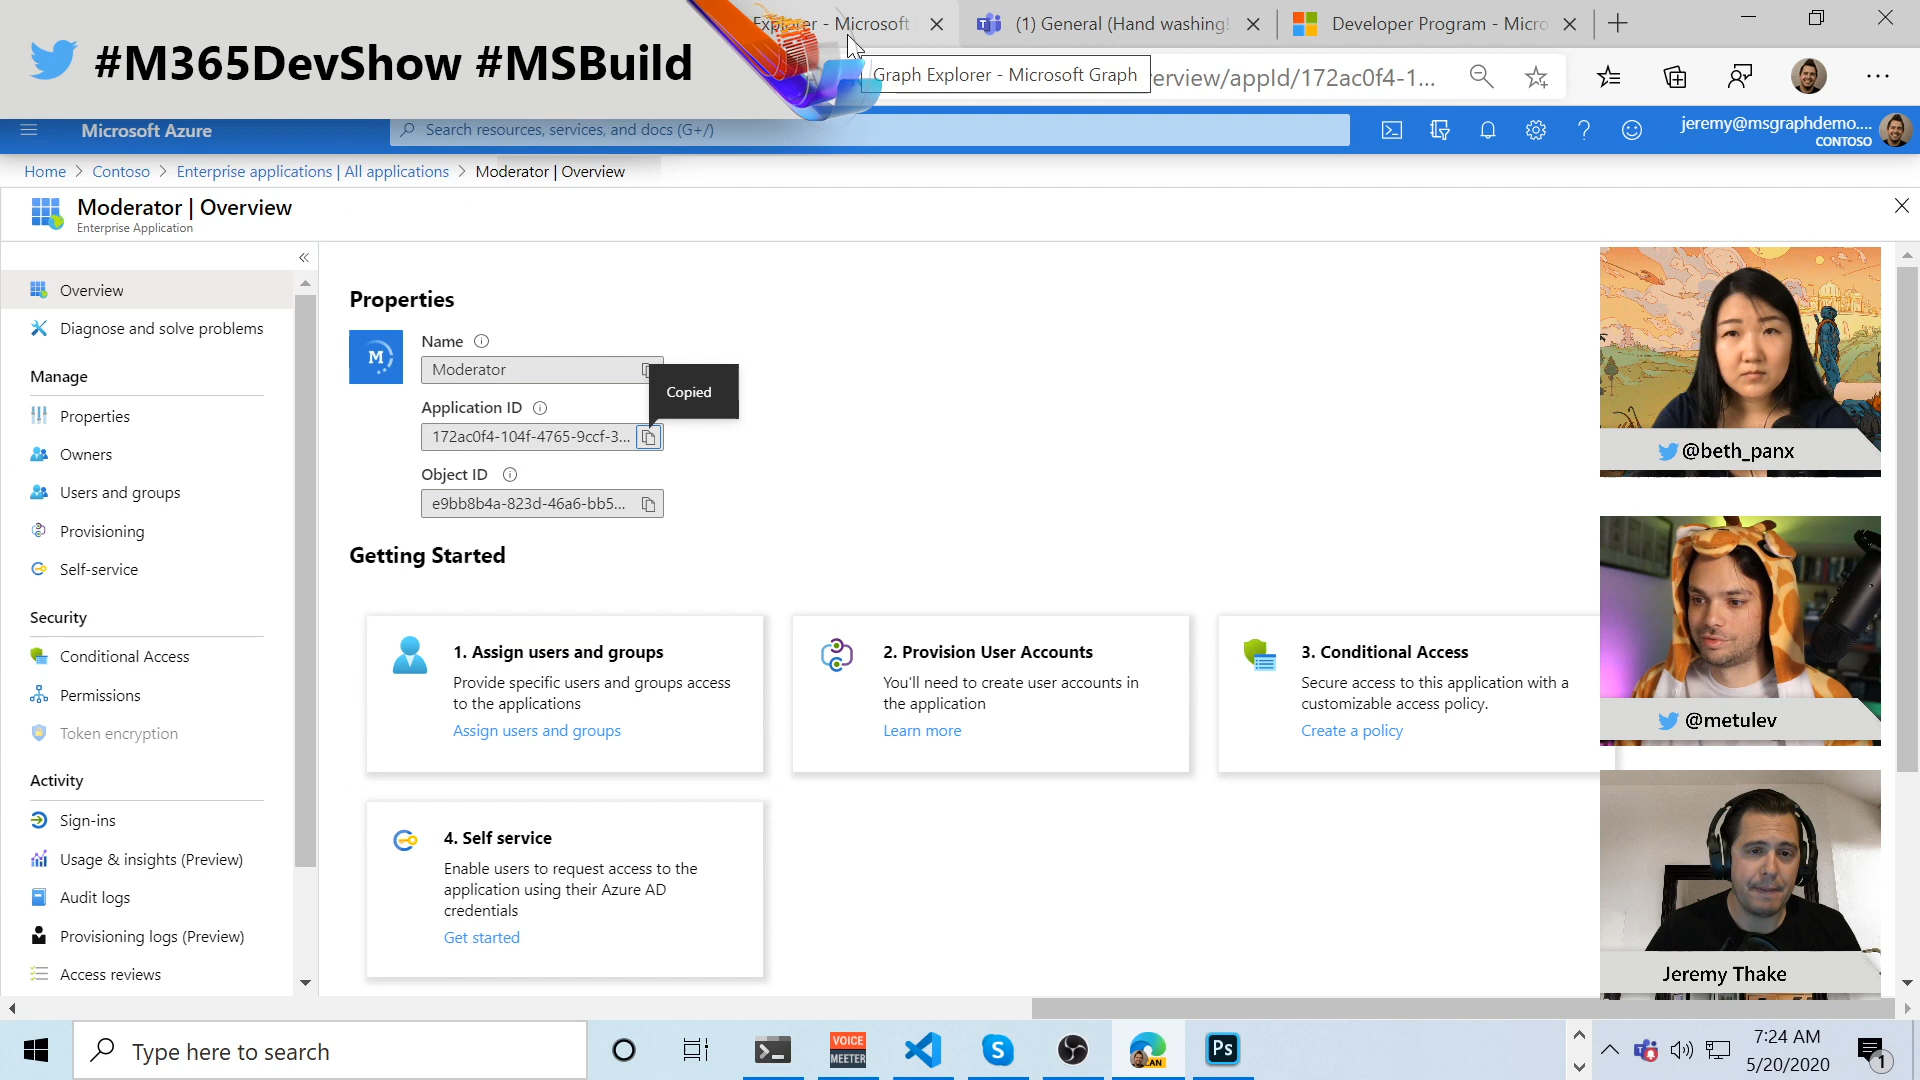 #M365DevShow #MSBuild
Explorer - Microsoft
(1) General (Hand washing!
Developer Program - Micro
Graph Explorer - Microsoft Graph
erview/appId/172ac0f4-1...
Microsoft Azure
Search resources, services, and docs (G+/)
jeremy@msgraphdemo....
CONTOSO
Home > Contoso > Enterprise applications | All applications > Moderator | Overview
Moderator | Overview
Enterprise Application
«
Overview
Diagnose and solve problems
Manage
Properties
Owners
Users and groups
Provisioning
Self-service
Security
Conditional Access
Permissions
Token encryption
Activity
Sign-ins
Usage & insights (Preview)
Audit logs
Provisioning logs (Preview)
Access reviews
Properties
M
Name
Moderator
Copied
Application ID
172ac0f4-104f-4765-9ccf-3...
Object ID
e9bb8b4a-823d-46a6-bb5...
Getting Started
1. Assign users and groups
Provide specific users and groups access
to the applications
Assign users and groups
2. Provision User Accounts
You'll need to create user accounts in
the application
Learn more
3. Conditional Access
Secure access to this application with a
customizable access policy.
Create a policy
4. Self service
Enable users to request access to the
application using their Azure AD
credentials
Get started
@beth_panx
@metulev
Jeremy Thake
Type here to search
VOICE
MEETER
CAN
Ps
7:24 AM
5/20/2020
1